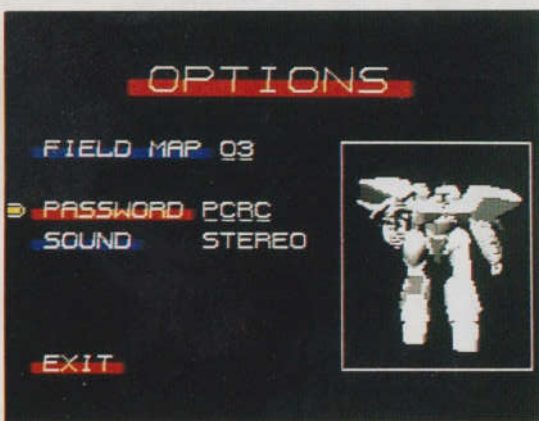 OPTIONS
FIELD MAP 03
PASSWORD PCRC
SOUND STEREO
EXIT